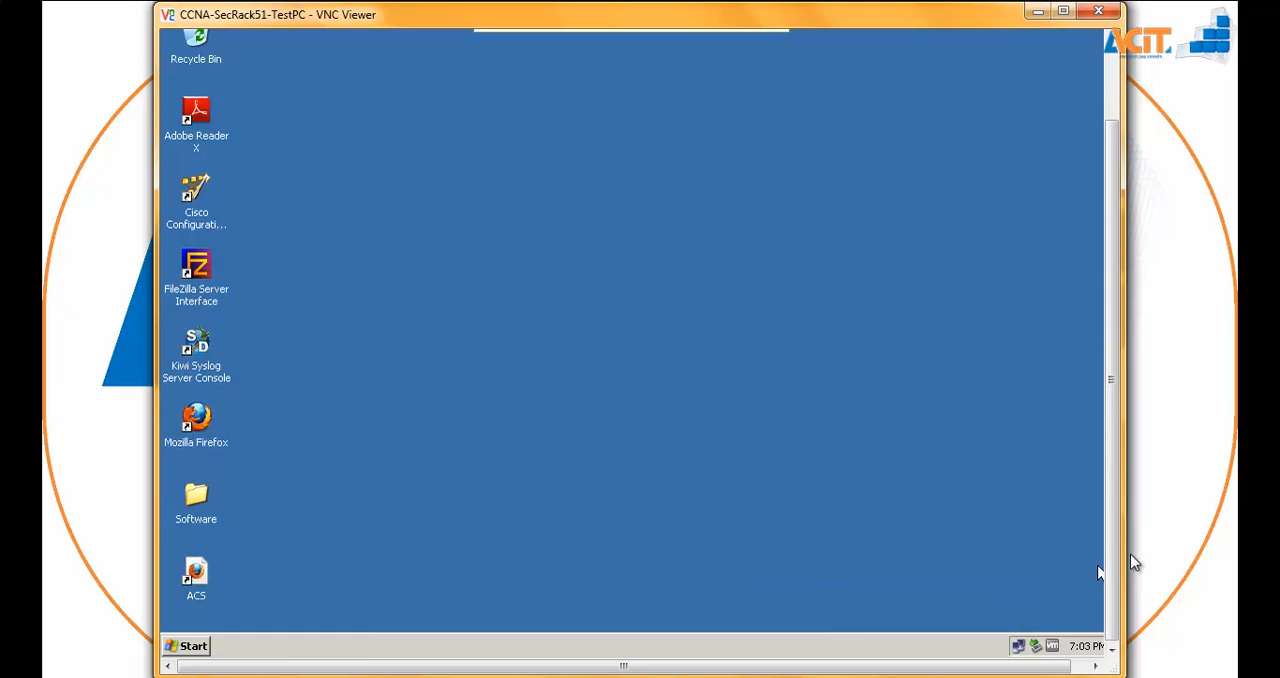 CCNA-SecRack51-TestPC - VNC Viewer
ACiT
Recycle Bin
Adobe Reader
X
Cisco
Configurati...
FileZilla Server
Interface
Kiwi Syslog
Server Console
Mozilla Firefox
Software
ACS
Start
7:03 PM